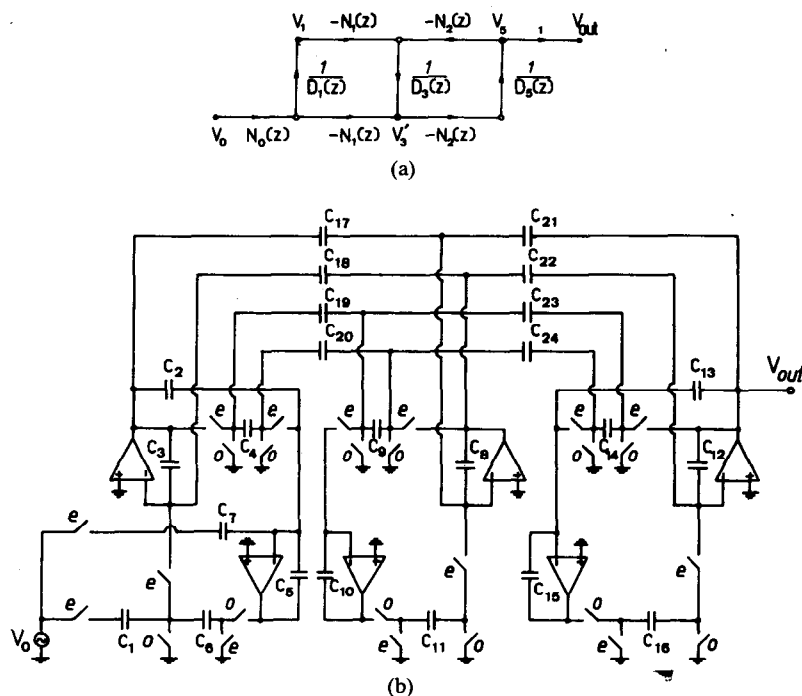 V₁ -N₁(z) -N₂(z) V₅ 1 Vout
1/D₁(z) 1/D₃(z) 1/D₅(z)
V₀ N₀(z) -N₁(z) V₃′ -N₂(z)
(a)
C₁₇ C₂₁
C₁₈ C₂₂
C₁₉ C₂₃
C₂₀ C₂₄
C₂ C₁₃ Vout
e e e e e e
C₃ C₄ C₉ C₈ C₁₄ C₁₂
o o o o o o
+ - + -
e C₇
e o + C₅ C₁₀ + e C₁₅ + e
e o o o
V₀ C₁ o C₆ e e C₁₁ o e C₁₆ o
(b)